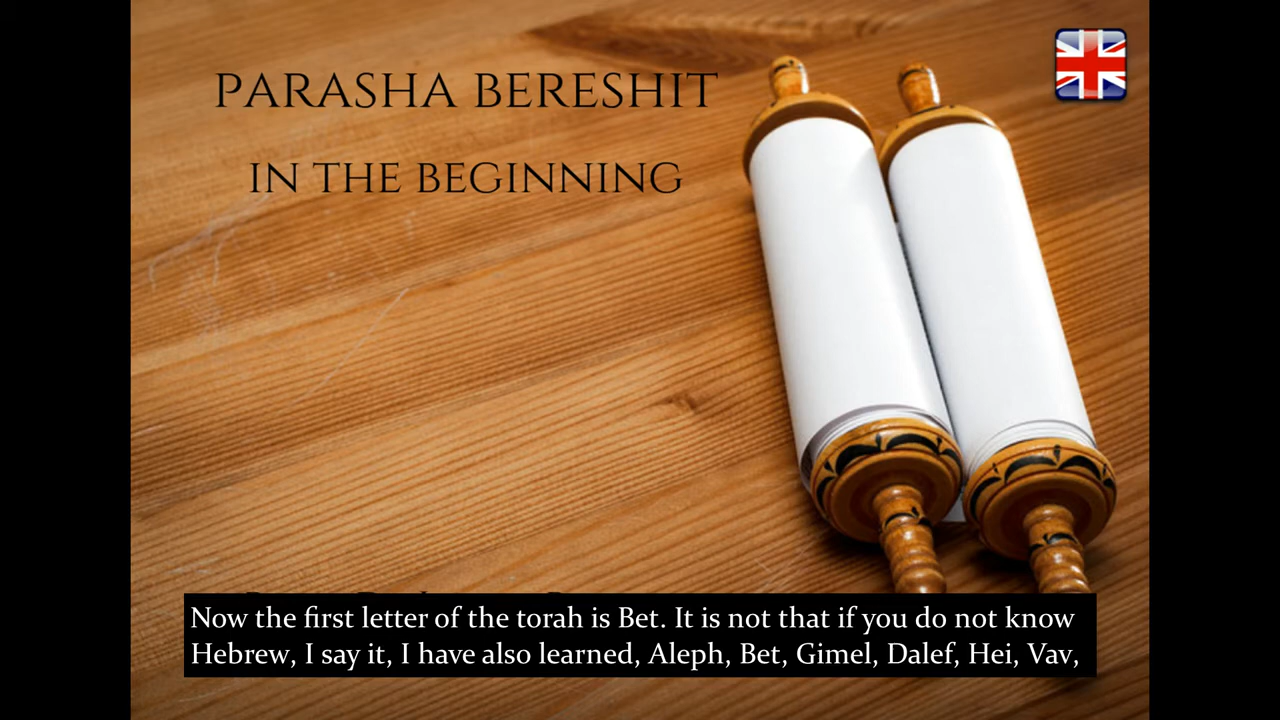 PARASHA BERESHIT
IN THE BEGINNING
Now the first letter of the torah is Bet. It is not that if you do not know
Hebrew, I say it, I have also learned, Aleph, Bet, Gimel, Dalef, Hei, Vav,